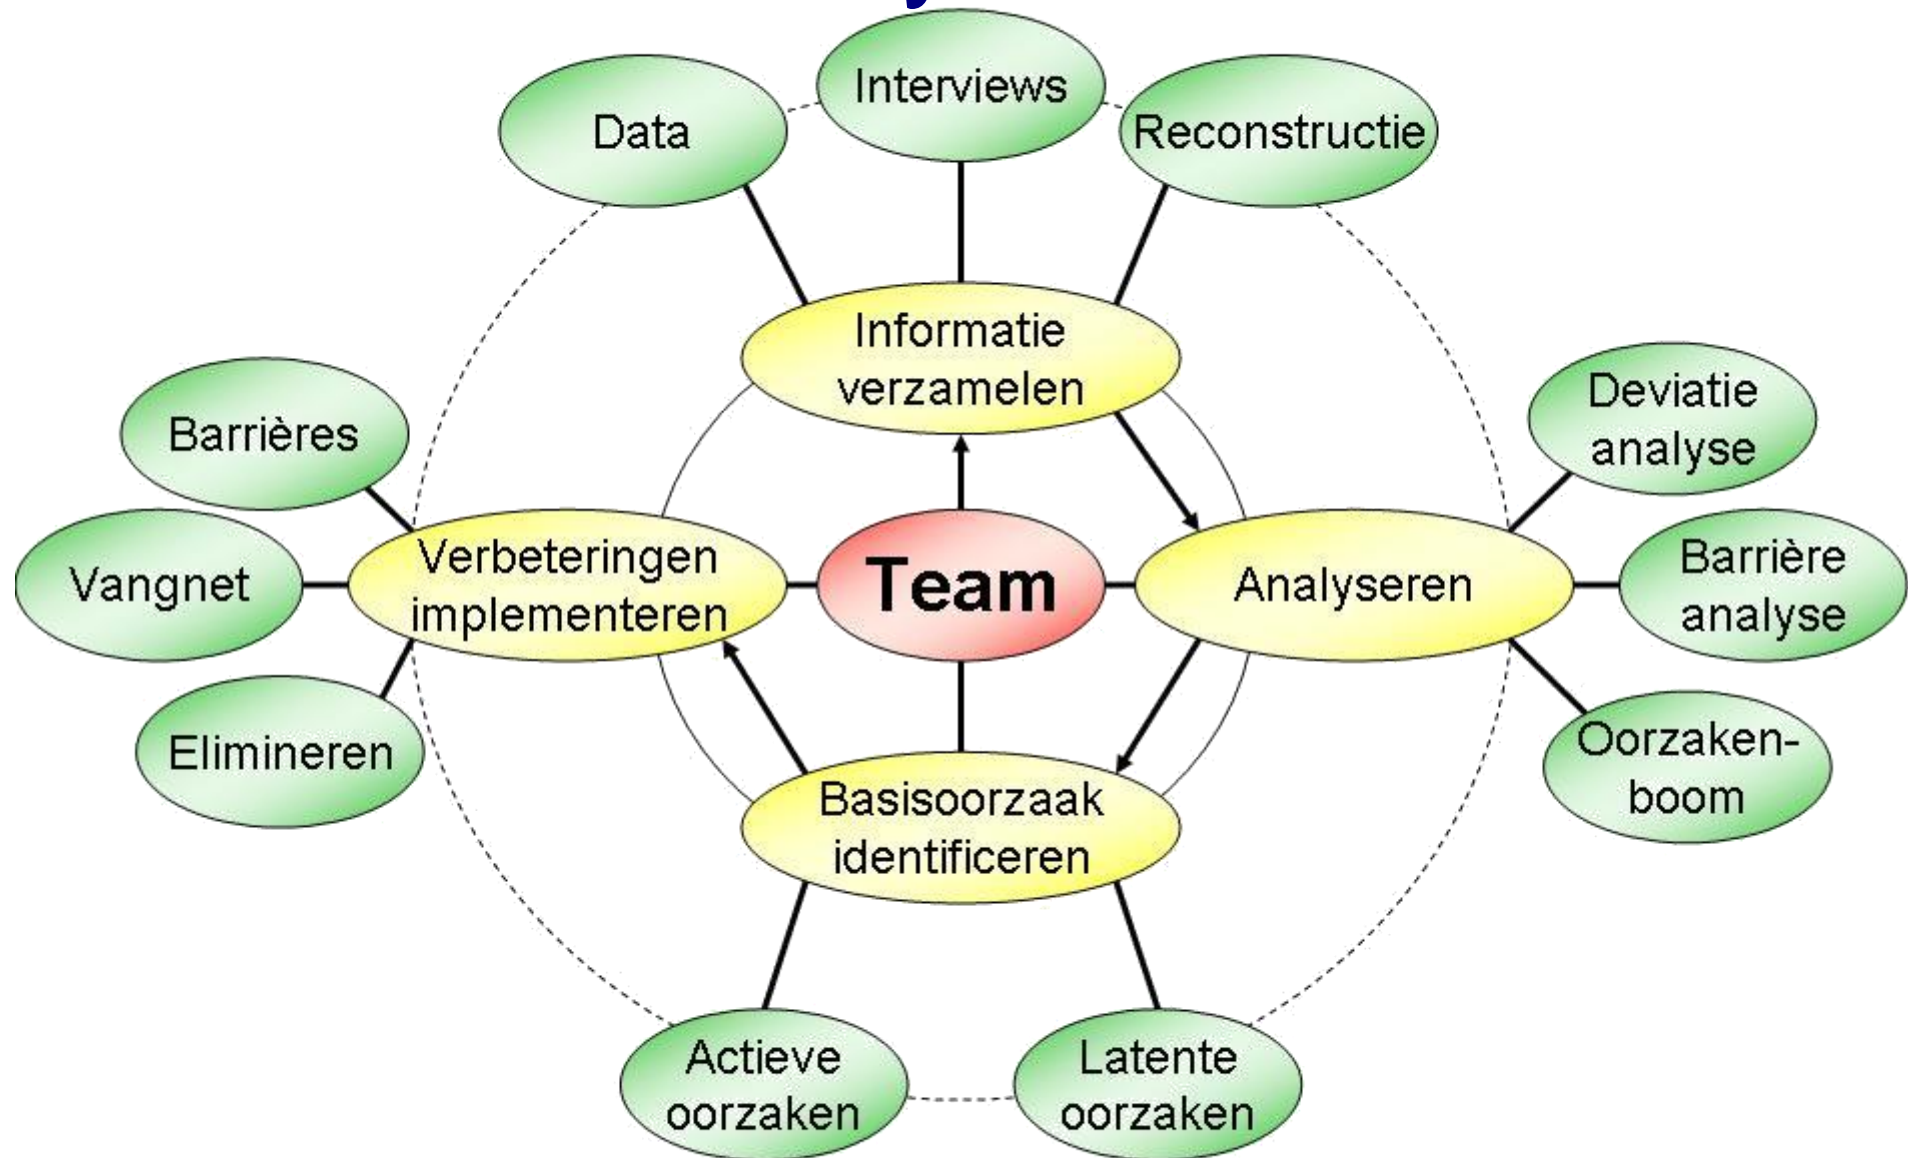 Interviews
Data
Reconstructie
Informatie
verzamelen
Deviatie
analyse
Barrières
Barrière
analyse
Vangnet
Verbeteringen
implementeren
Team
Analyseren
Elimineren
Oorzaken-
boom
Basisoorzaak
identificeren
Actieve
oorzaken
Latente
oorzaken